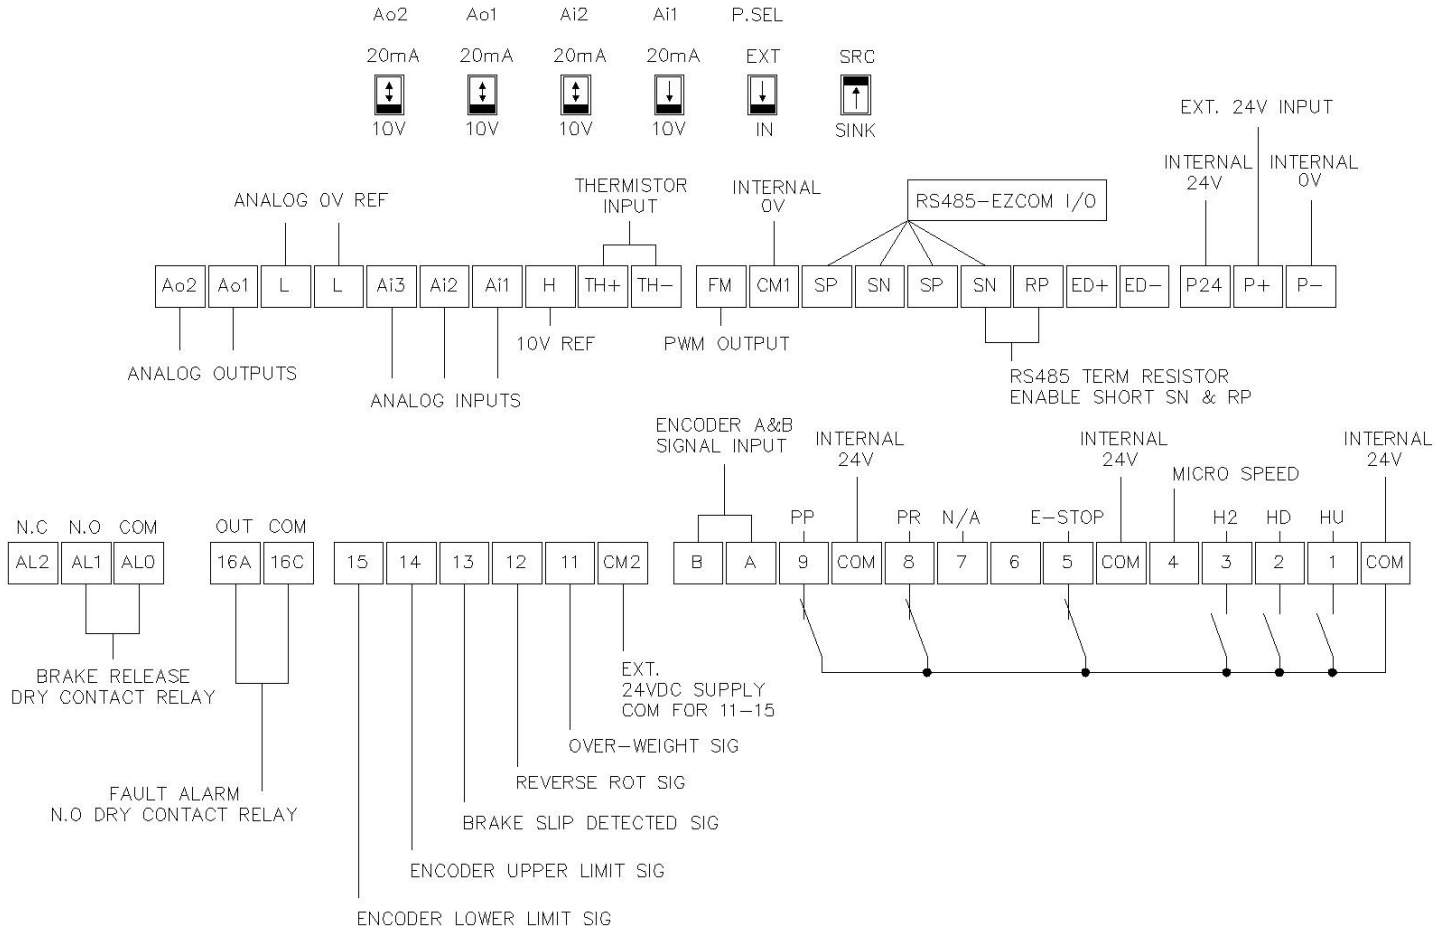 Ao2 Ao1 Ai2 Ai1 P.SEL
20mA 20mA 20mA 20mA EXT SRC
10V 10V 10V 10V IN SINK
EXT. 24V INPUT
INTERNAL
24V
INTERNAL
0V
ANALOG 0V REF
THERMISTOR
INPUT
INTERNAL
0V
RS485-EZCOM I/O
Ao2 Ao1 L L Ai3 Ai2 Ai1 H TH+ TH- FM CM1 SP SN SP SN RP ED+ ED- P24 P+ P-
ANALOG OUTPUTS
ANALOG INPUTS
10V REF
PWM OUTPUT
RS485 TERM RESISTOR
ENABLE SHORT SN & RP
ENCODER A&B
SIGNAL INPUT
INTERNAL
24V
INTERNAL
24V
MICRO SPEED
INTERNAL
24V
N.C N.O COM OUT COM PP PR N/A E-STOP H2 HD HU
AL2 AL1 AL0 16A 16C 15 14 13 12 11 CM2 B A 9 COM 8 7 6 5 COM 4 3 2 1 COM
BRAKE RELEASE
DRY CONTACT RELAY
FAULT ALARM
N.O DRY CONTACT RELAY
EXT.
24VDC SUPPLY
COM FOR 11-15
OVER-WEIGHT SIG
REVERSE ROT SIG
BRAKE SLIP DETECTED SIG
ENCODER UPPER LIMIT SIG
ENCODER LOWER LIMIT SIG